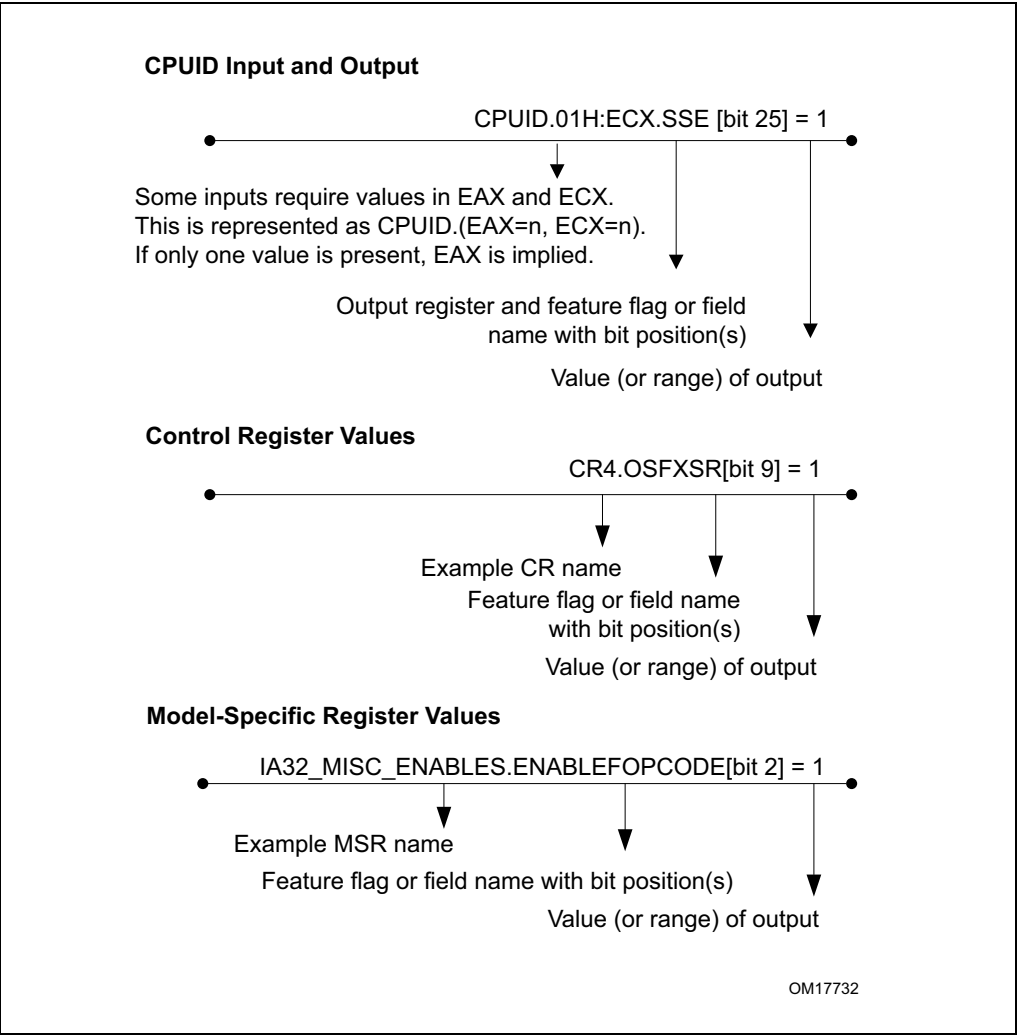 CPUID Input and Output
CPUID.01H:ECX.SSE [bit 25] = 1
Some inputs require values in EAX and ECX.
This is represented as CPUID.(EAX=n, ECX=n).
If only one value is present, EAX is implied.
Output register and feature flag or field
name with bit position(s)
Value (or range) of output
Control Register Values
CR4.OSFXSR[bit 9] = 1
Example CR name
Feature flag or field name
with bit position(s)
Value (or range) of output
Model-Specific Register Values
IA32_MISC_ENABLES.ENABLEFOPCODE[bit 2] = 1
Example MSR name
Feature flag or field name with bit position(s)
Value (or range) of output
OM17732